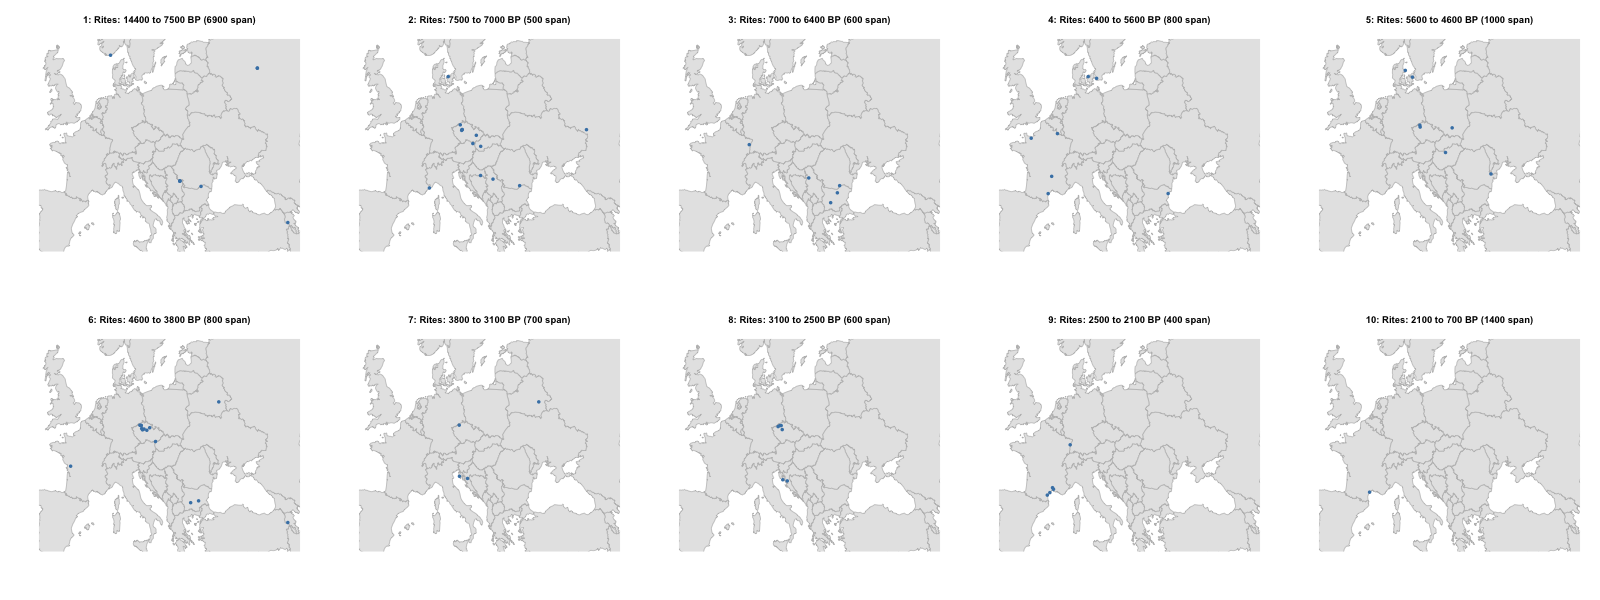 1: Rites: 14400 to 7500 BP (6900 span)
2: Rites: 7500 to 7000 BP (500 span)
3: Rites: 7000 to 6400 BP (600 span)
4: Rites: 6400 to 5600 BP (800 span)
5: Rites: 5600 to 4600 BP (1000 span)
6: Rites: 4600 to 3800 BP (800 span)
7: Rites: 3800 to 3100 BP (700 span)
8: Rites: 3100 to 2500 BP (600 span)
9: Rites: 2500 to 2100 BP (400 span)
10: Rites: 2100 to 700 BP (1400 span)